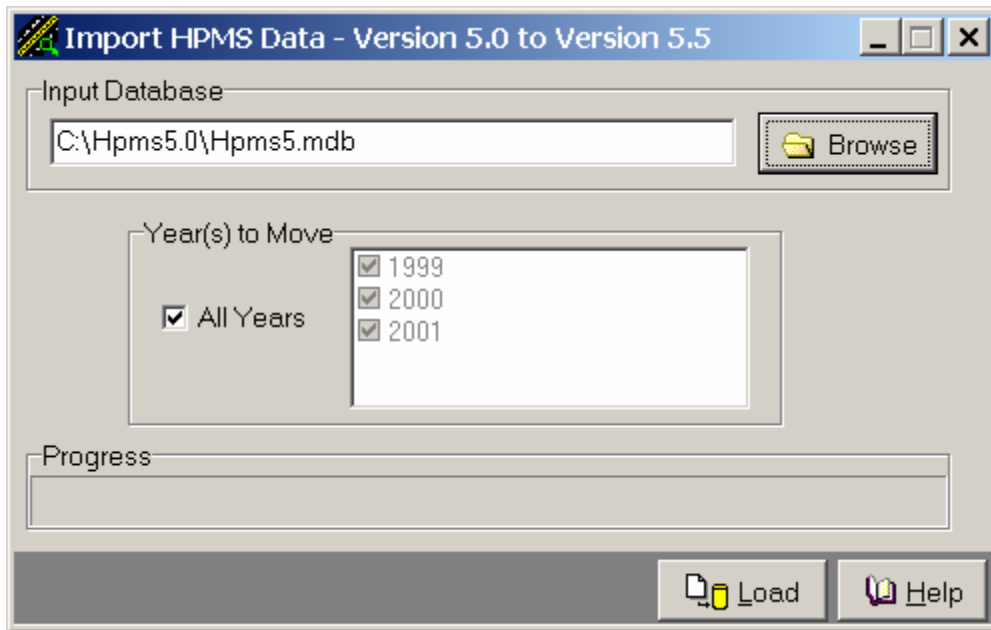 Import HPMS Data - Version 5.0 to Version 5.5
Input Database
C:\Hpms5.0\Hpms5.mdb
Browse
Year(s) to Move
All Years
1999
2000
2001
Progress
Load
Help